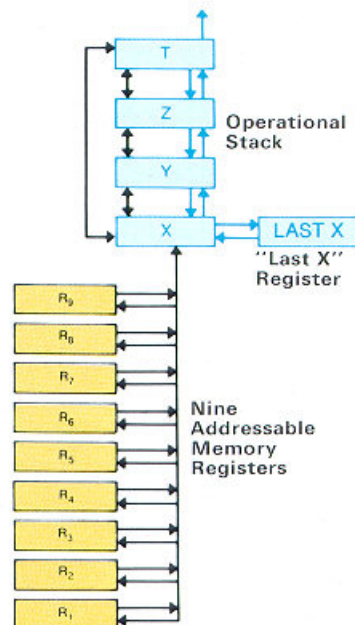 T
Z
Operational
Stack
Y
X
LAST X
"Last X"
Register
R₉
R₈
R₇
R₆
Nine
Addressable
Memory
Registers
R₅
R₄
R₃
R₂
R₁